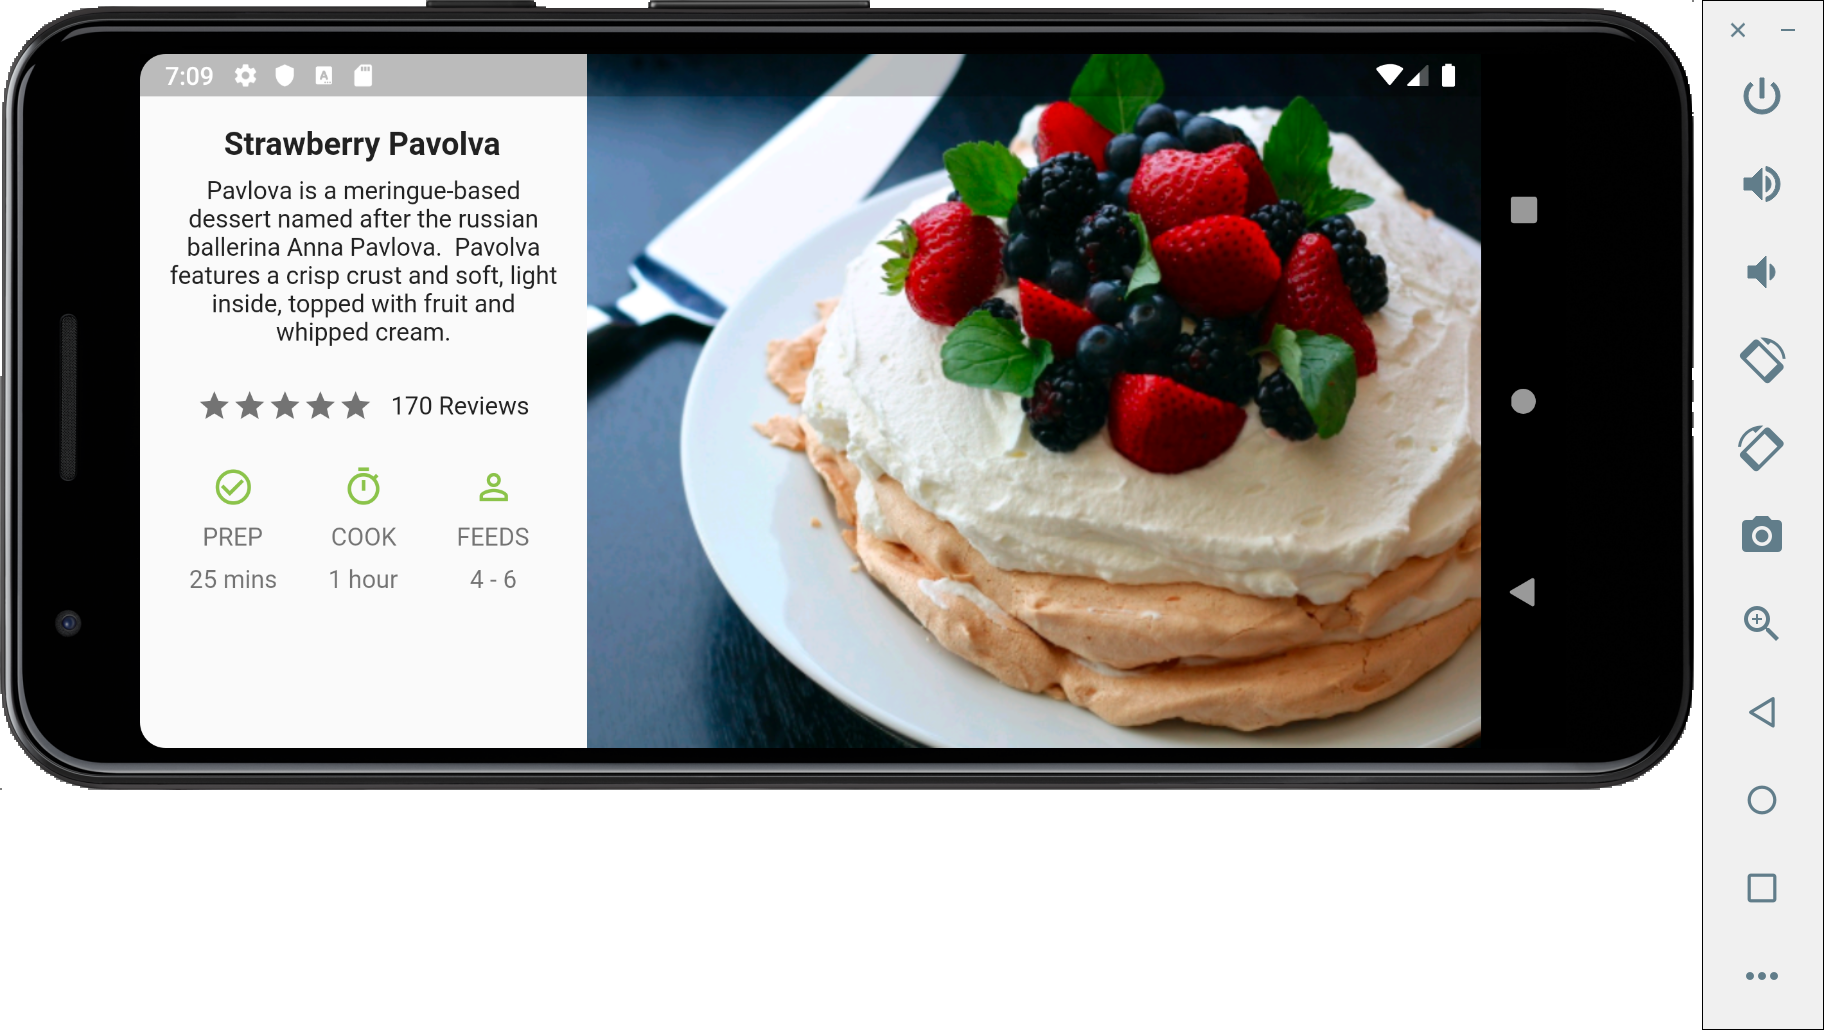 7:09
Strawberry Pavolva
Pavlova is a meringue-based
dessert named after the russian
ballerina Anna Pavlova.  Pavolva
features a crisp crust and soft, light
inside, topped with fruit and
whipped cream.
170 Reviews
PREP COOK FEEDS
25 mins 1 hour 4 - 6